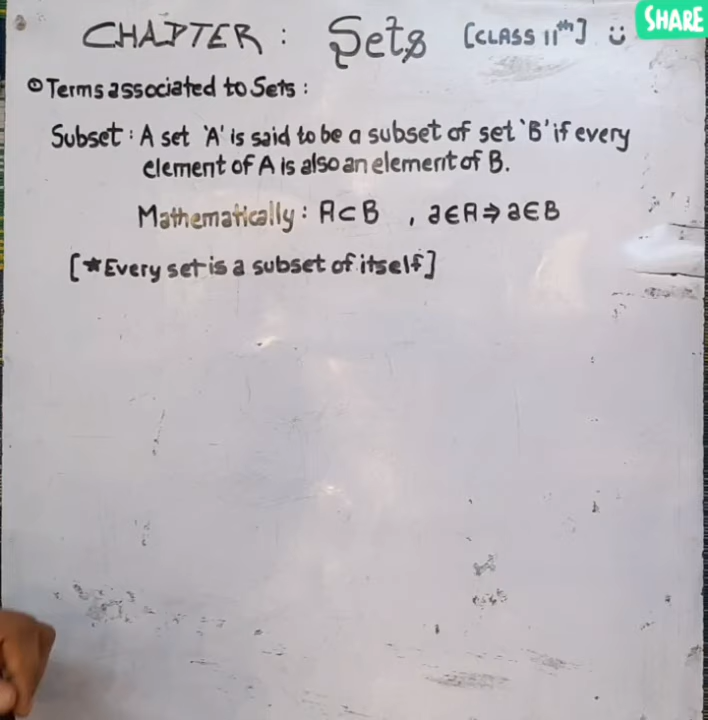 CHAPTER : Sets [CLASS 11th] Ü
SHARE
⊙ Terms associated to Sets :
Subset : A set 'A' is said to be a subset of set 'B' if every
element of A is also an element of B.
Mathematically : A⊂B , a∈A⇒a∈B
[*Every set is a subset of itself]